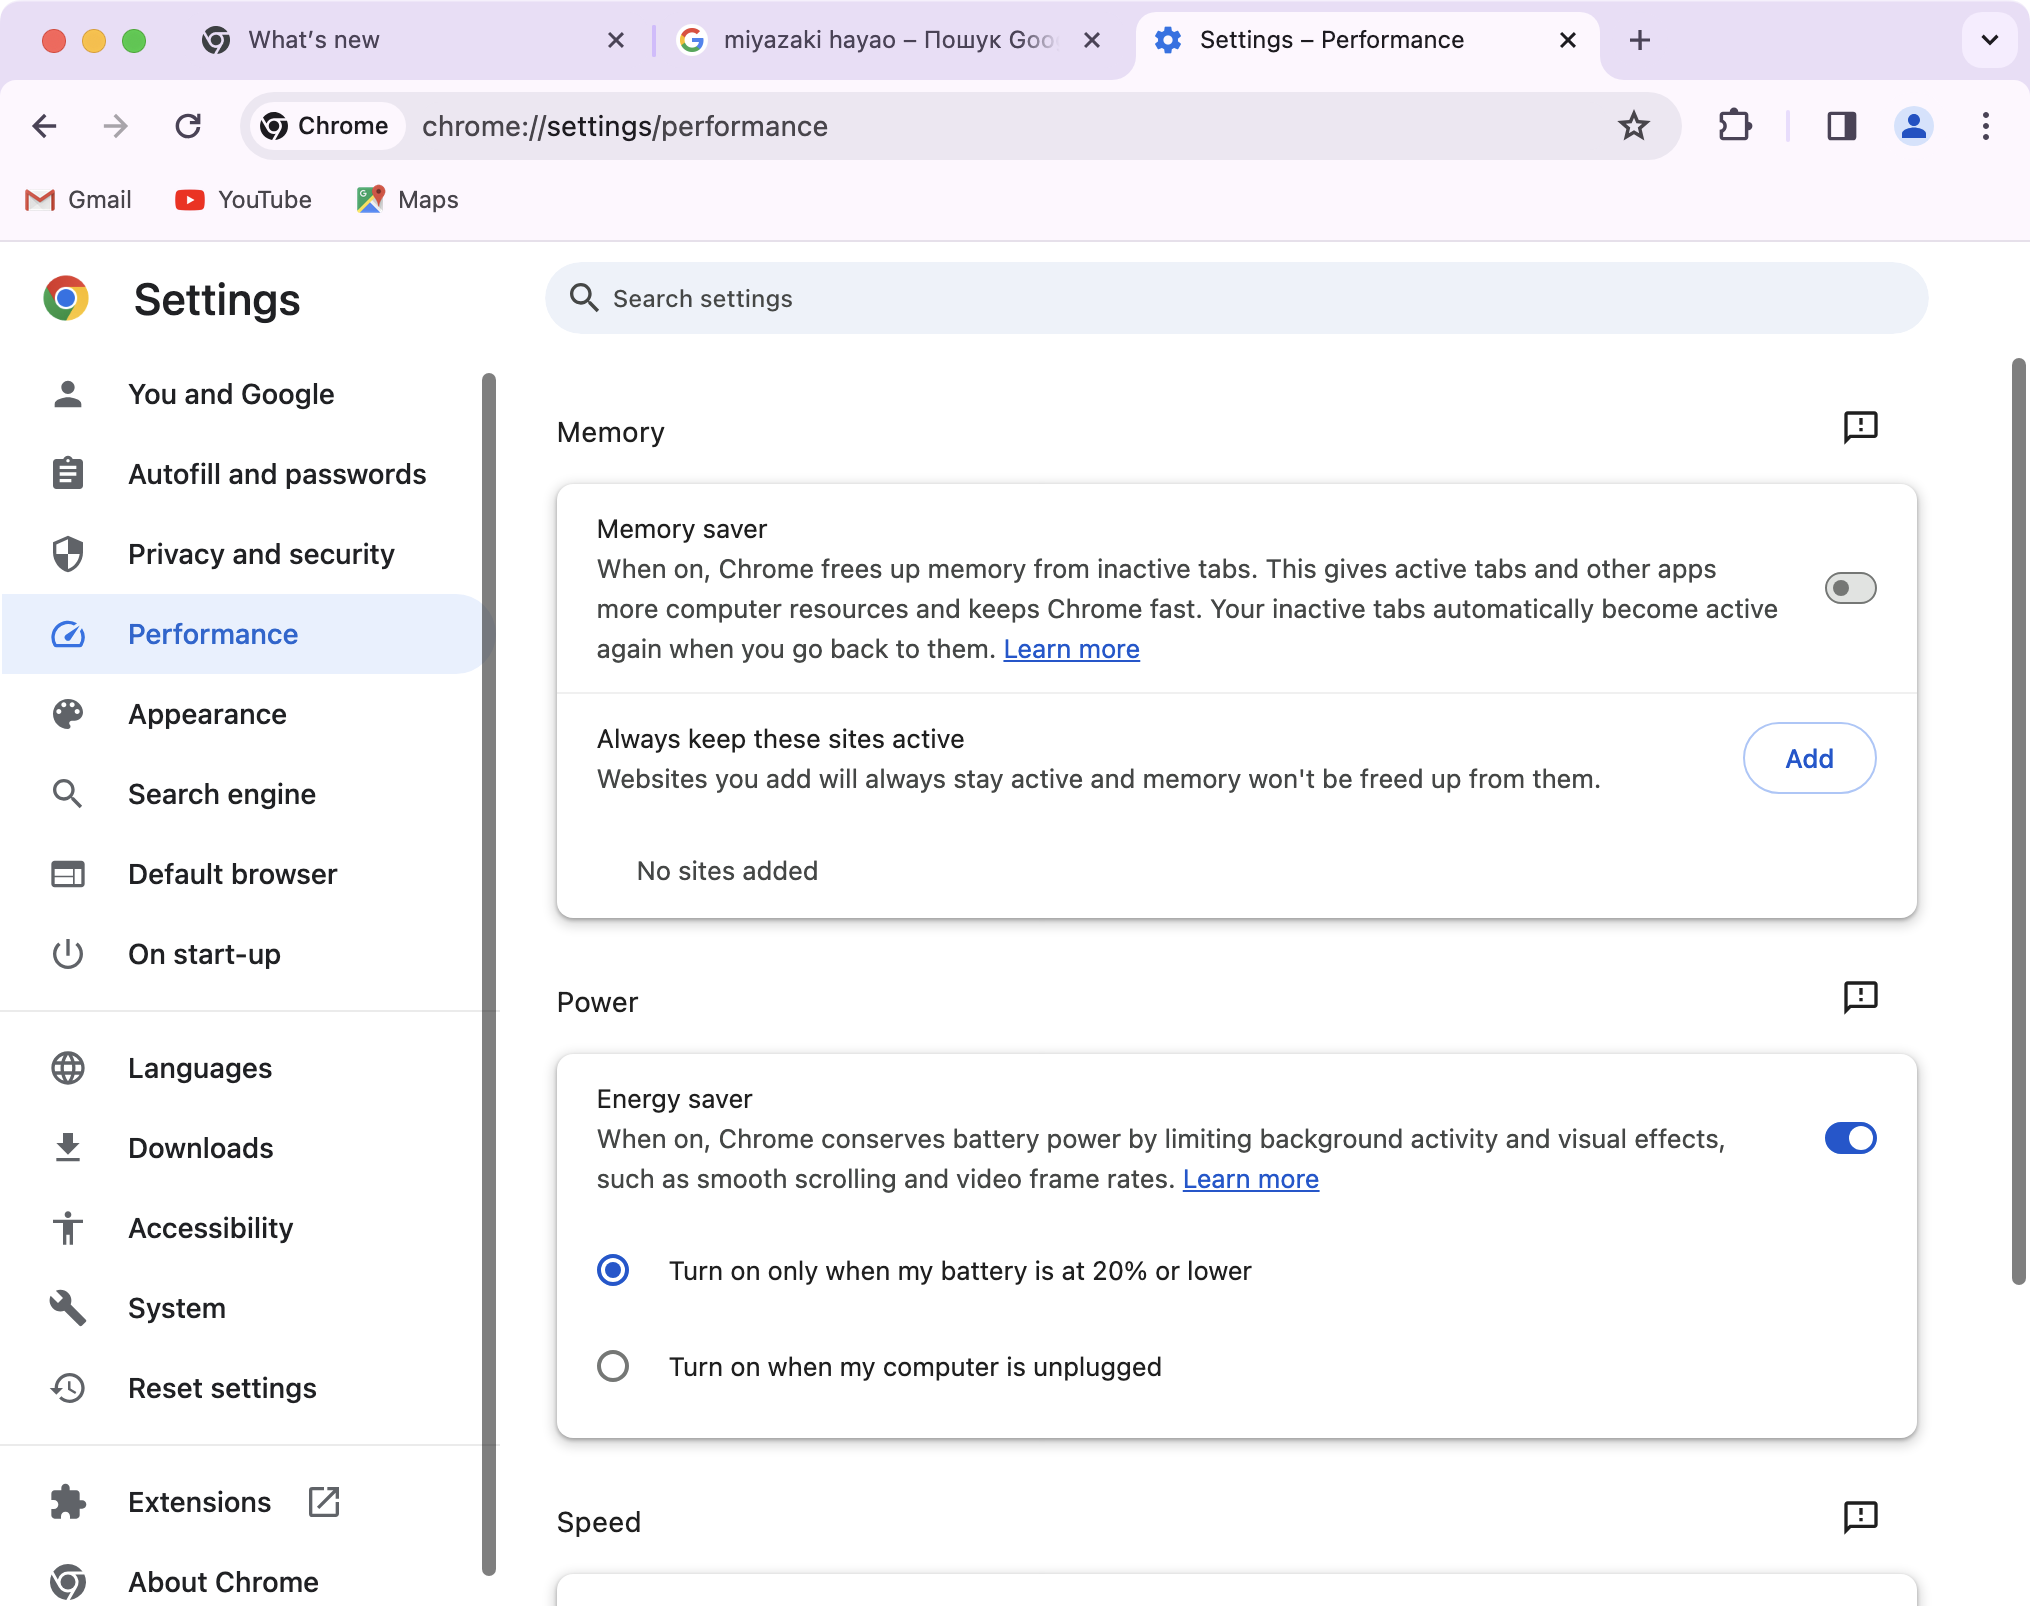 What's new
miyazaki hayao – Пошук Goo
Settings – Performance
Chrome
chrome://settings/performance
Gmail
YouTube
Maps
Settings
Search settings
You and Google
Autofill and passwords
Privacy and security
Performance
Appearance
Search engine
Default browser
On start-up
Languages
Downloads
Accessibility
System
Reset settings
Extensions
About Chrome
Memory
Memory saver
When on, Chrome frees up memory from inactive tabs. This gives active tabs and other apps
more computer resources and keeps Chrome fast. Your inactive tabs automatically become active
again when you go back to them. Learn more
Always keep these sites active
Websites you add will always stay active and memory won't be freed up from them.
Add
No sites added
Power
Energy saver
When on, Chrome conserves battery power by limiting background activity and visual effects,
such as smooth scrolling and video frame rates. Learn more
Turn on only when my battery is at 20% or lower
Turn on when my computer is unplugged
Speed